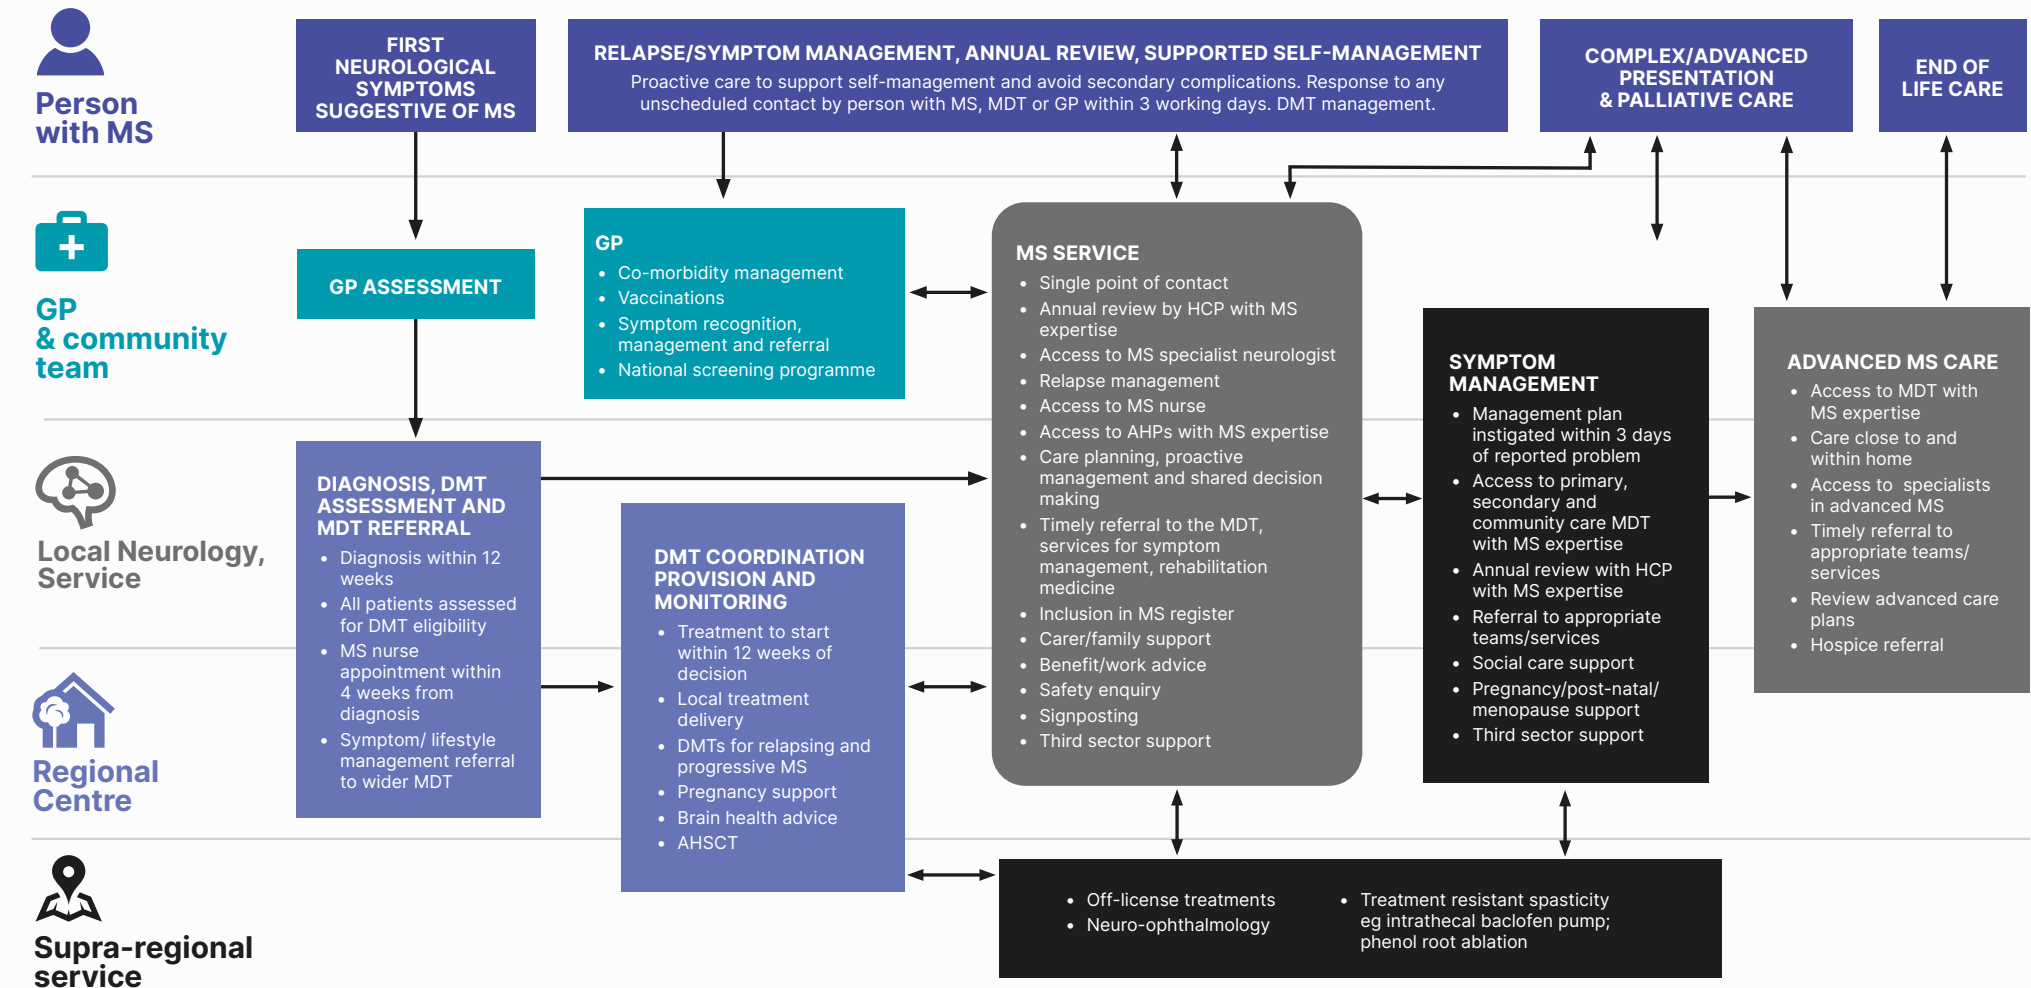 Person
with MS
FIRST
NEUROLOGICAL
SYMPTOMS
SUGGESTIVE OF MS
RELAPSE/SYMPTOM MANAGEMENT, ANNUAL REVIEW, SUPPORTED SELF-MANAGEMENT
Proactive care to support self-management and avoid secondary complications. Response to any
unscheduled contact by person with MS, MDT or GP within 3 working days. DMT management.
COMPLEX/ADVANCED
PRESENTATION
& PALLIATIVE CARE
END OF
LIFE CARE
GP
& community
team
GP ASSESSMENT
GP
• Co-morbidity management
• Vaccinations
• Symptom recognition,
management and referral
• National screening programme
Local Neurology,
Service
Regional
Centre
DIAGNOSIS, DMT
ASSESSMENT AND
MDT REFERRAL
• Diagnosis within 12
weeks
• All patients assessed
for DMT eligibility
• MS nurse
appointment within
4 weeks from
diagnosis
• Symptom/ lifestyle
management referral
to wider MDT
DMT COORDINATION
PROVISION AND
MONITORING
• Treatment to start
within 12 weeks of
decision
• Local treatment
delivery
• DMTs for relapsing and
progressive MS
• Pregnancy support
• Brain health advice
• AHSCT
MS SERVICE
• Single point of contact
• Annual review by HCP with MS
expertise
• Access to MS specialist neurologist
• Relapse management
• Access to MS nurse
• Access to AHPs with MS expertise
• Care planning, proactive
management and shared decision
making
• Timely referral to the MDT,
services for symptom
management, rehabilitation
medicine
• Inclusion in MS register
• Carer/family support
• Benefit/work advice
• Safety enquiry
• Signposting
• Third sector support
SYMPTOM
MANAGEMENT
• Management plan
instigated within 3 days
of reported problem
• Access to primary,
secondary and
community care MDT
with MS expertise
• Annual review with HCP
with MS expertise
• Referral to appropriate
teams/services
• Social care support
• Pregnancy/post-natal/
menopause support
• Third sector support
ADVANCED MS CARE
• Access to MDT with
MS expertise
• Care close to and
within home
• Access to specialists
in advanced MS
• Timely referral to
appropriate teams/
services
• Review advanced care
plans
• Hospice referral
Supra-regional
service
• Off-license treatments
• Neuro-ophthalmology
• Treatment resistant spasticity
eg intrathecal baclofen pump;
phenol root ablation